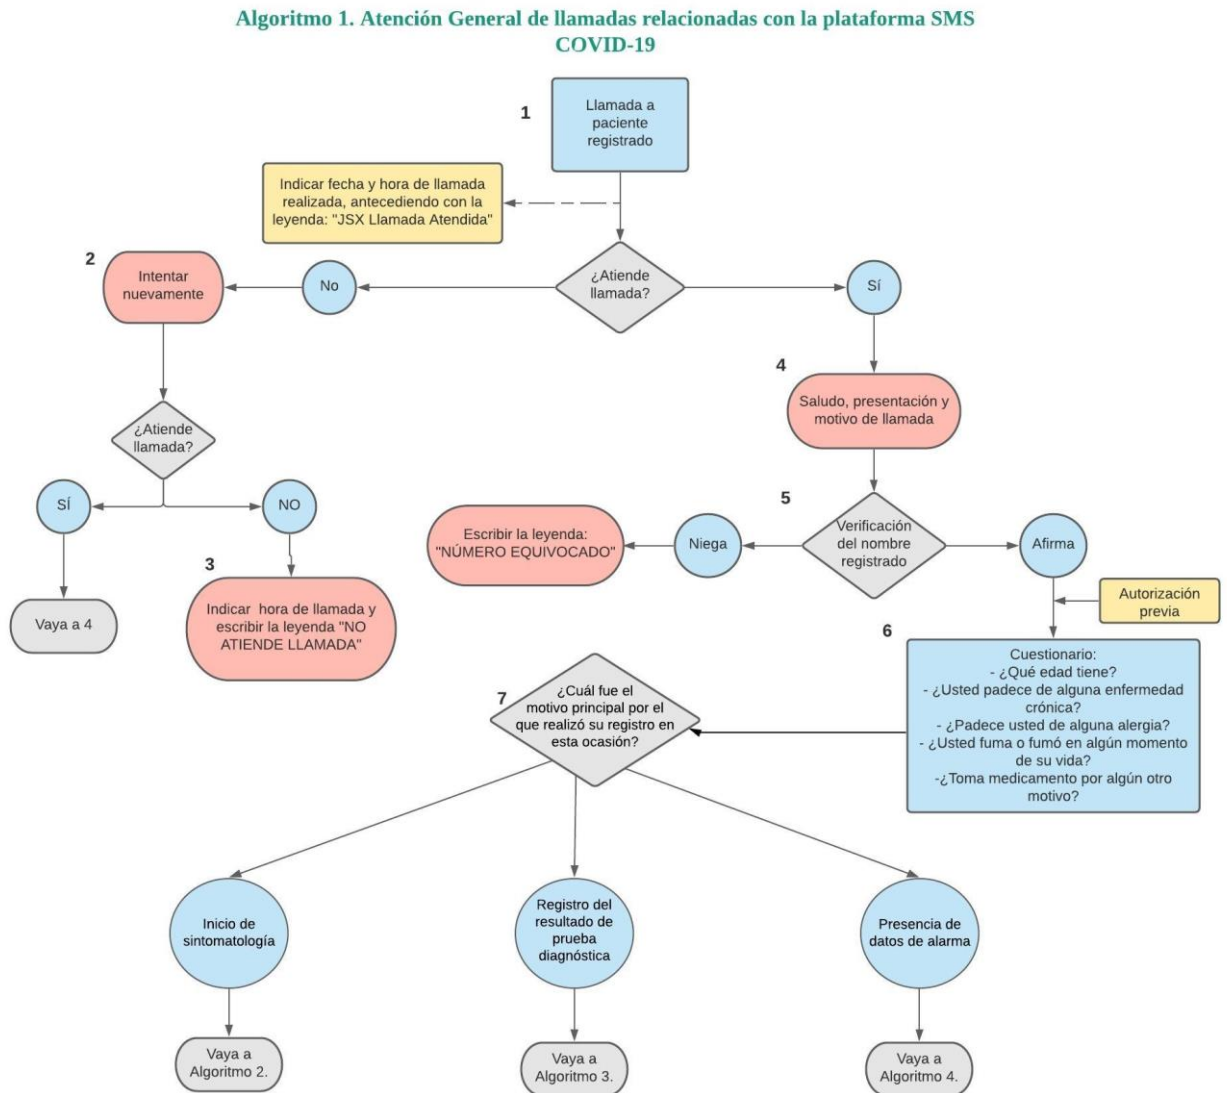 Algoritmo 1. Atención General de llamadas relacionadas con la plataforma SMS
COVID-19
1
Llamada a
paciente
registrado
Indicar fecha y hora de llamada
realizada, antecediendo con la
leyenda: "JSX Llamada Atendida"
2
Intentar
nuevamente
No
¿Atiende
llamada?
Sí
4
Saludo, presentación y
motivo de llamada
¿Atiende
llamada?
SÍ
NO
5
Escribir la leyenda:
"NÚMERO EQUIVOCADO"
Niega
Verificación
del nombre
registrado
Afirma
3
Vaya a 4
Indicar hora de llamada y
escribir la leyenda "NO
ATIENDE LLAMADA"
Autorización
previa
6
Cuestionario:
- ¿Qué edad tiene?
- ¿Usted padece de alguna enfermedad
crónica?
- ¿Padece usted de alguna alergia?
- ¿Usted fuma o fumó en algún momento
de su vida?
-¿Toma medicamento por algún otro
motivo?
7
¿Cuál fue el
motivo principal por el
que realizó su registro en
esta ocasión?
Inicio de
sintomatología
Registro del
resultado de
prueba
diagnóstica
Presencia de
datos de alarma
Vaya a
Algoritmo 2.
Vaya a
Algoritmo 3.
Vaya a
Algoritmo 4.